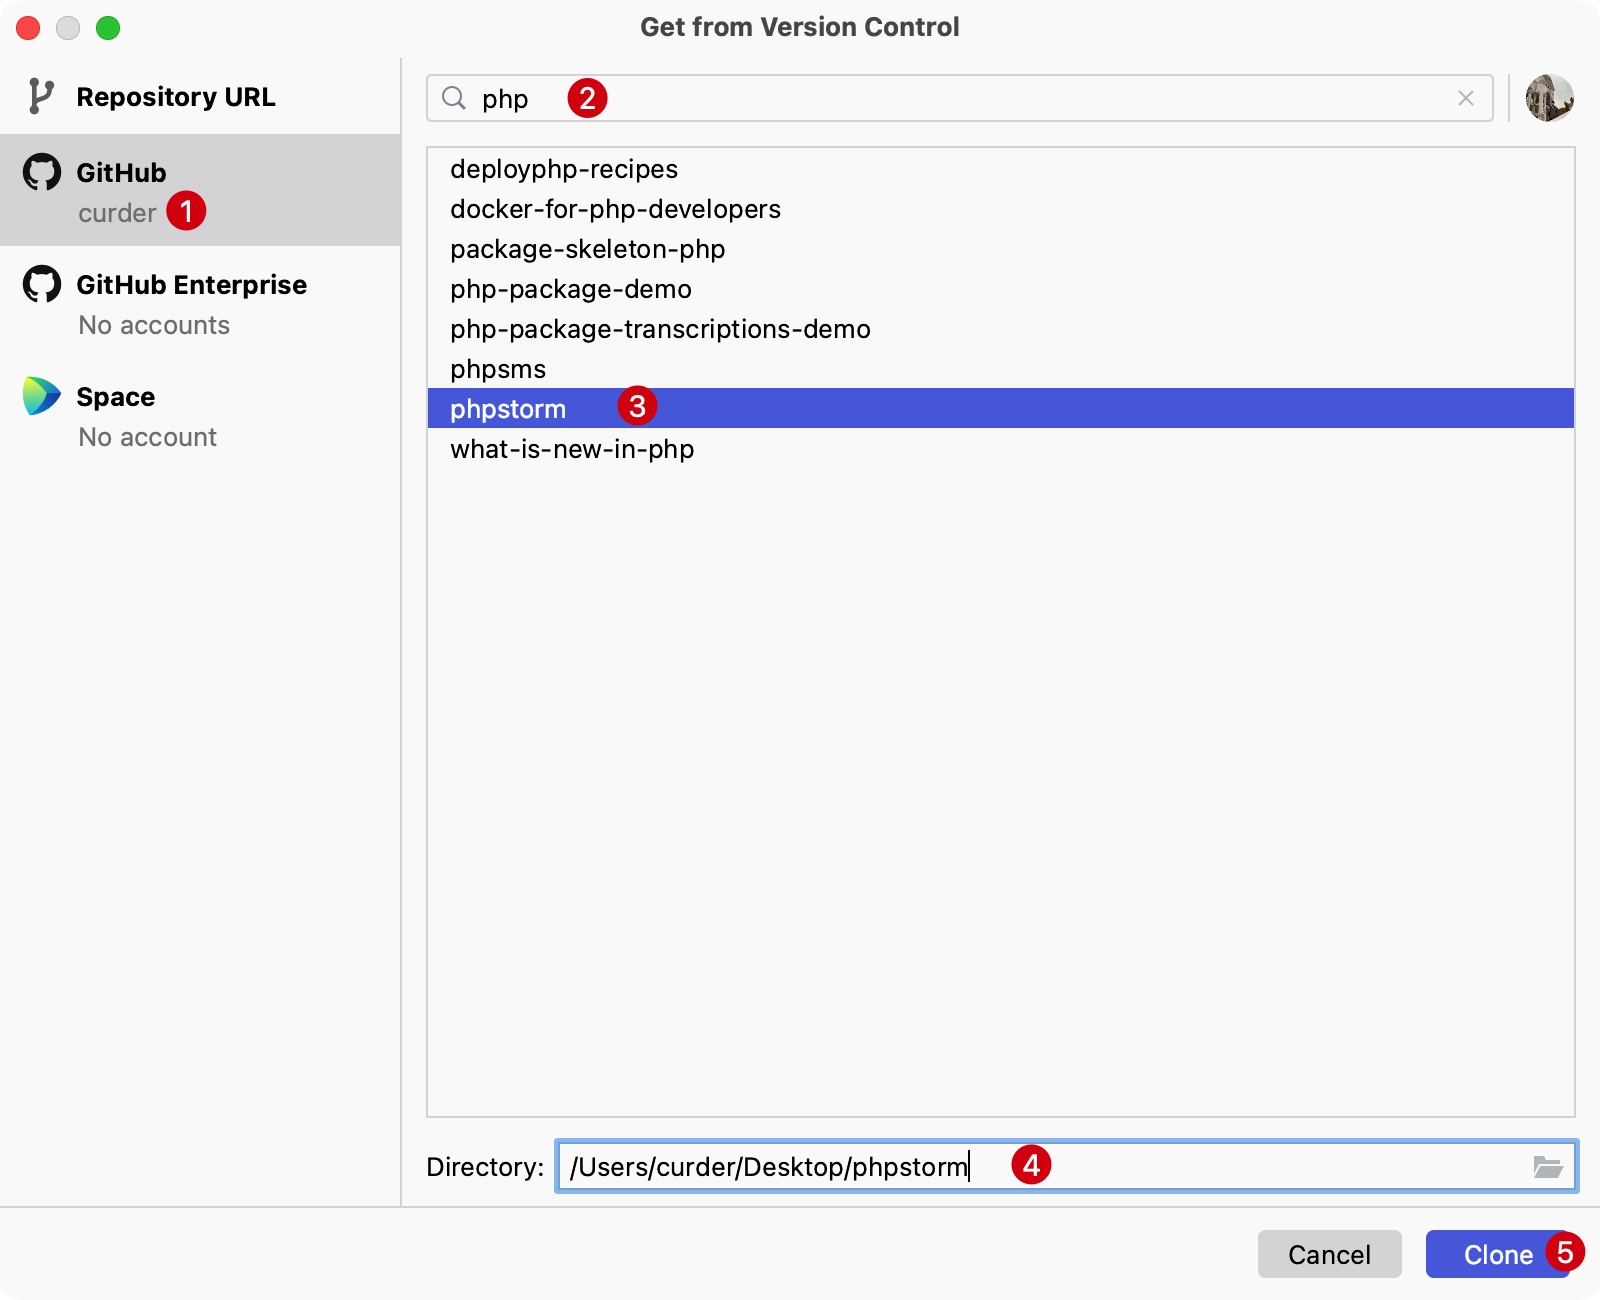 Get from Version Control
Repository URL
GitHub
curder 1
GitHub Enterprise
No accounts
Space
No account
php 2
deployphp-recipes
docker-for-php-developers
package-skeleton-php
php-package-demo
php-package-transcriptions-demo
phpsms
phpstorm 3
what-is-new-in-php
Directory: /Users/curder/Desktop/phpstorm 4
Cancel Clone 5